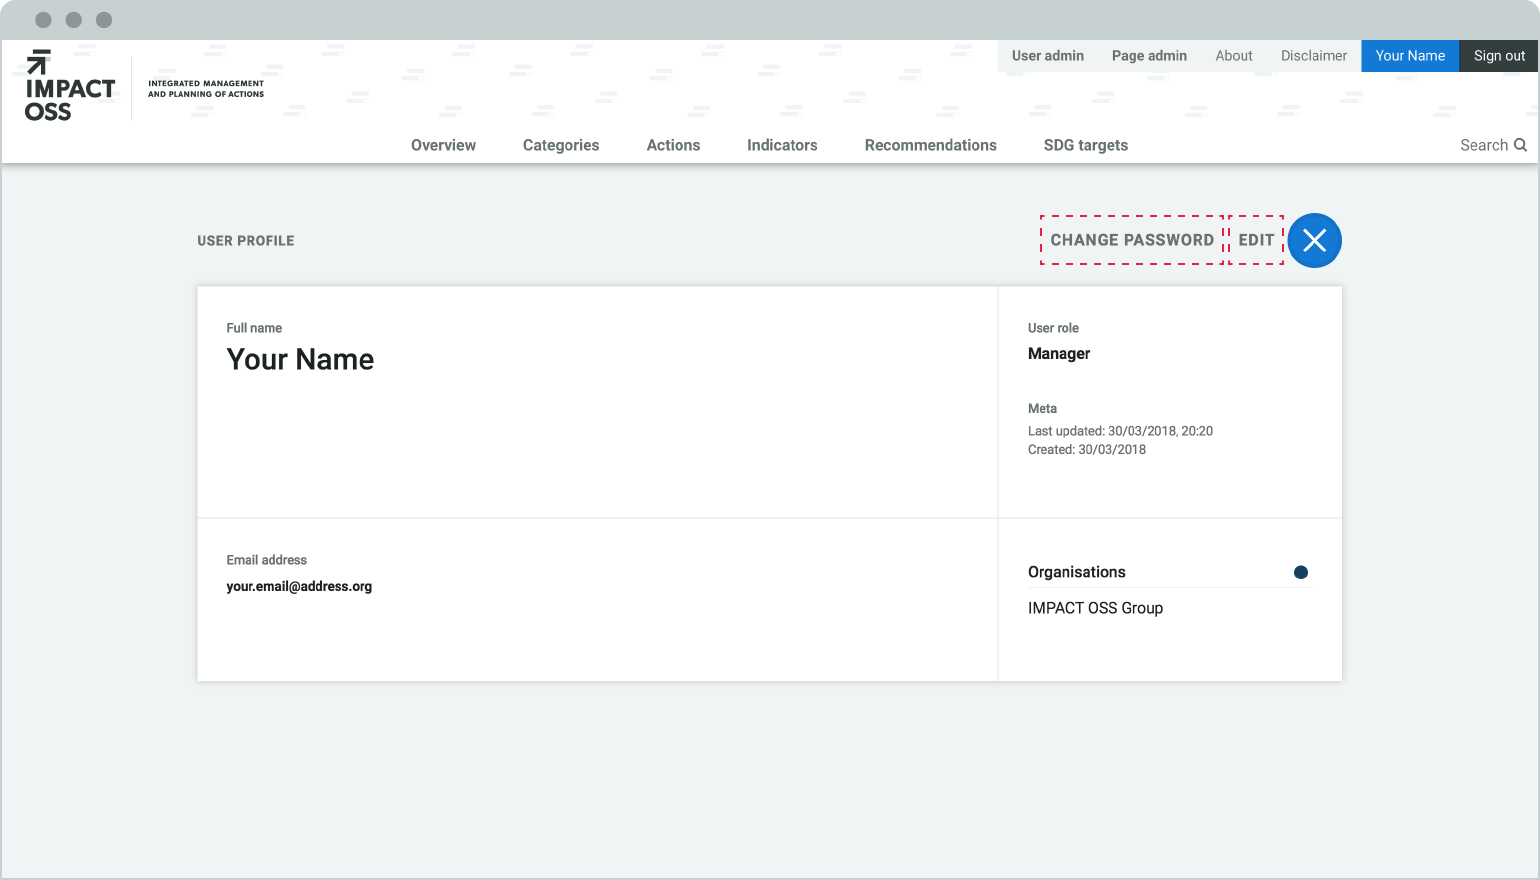 IMPACT
OSS
INTEGRATED MANAGEMENT
AND PLANNING OF ACTIONS
User admin Page admin About Disclaimer Your Name Sign out
Overview Categories Actions Indicators Recommendations SDG targets Search
USER PROFILE CHANGE PASSWORD EDIT
Full name
Your Name
User role
Manager
Meta
Last updated: 30/03/2018, 20:20
Created: 30/03/2018
Email address
your.email@address.org
Organisations
IMPACT OSS Group